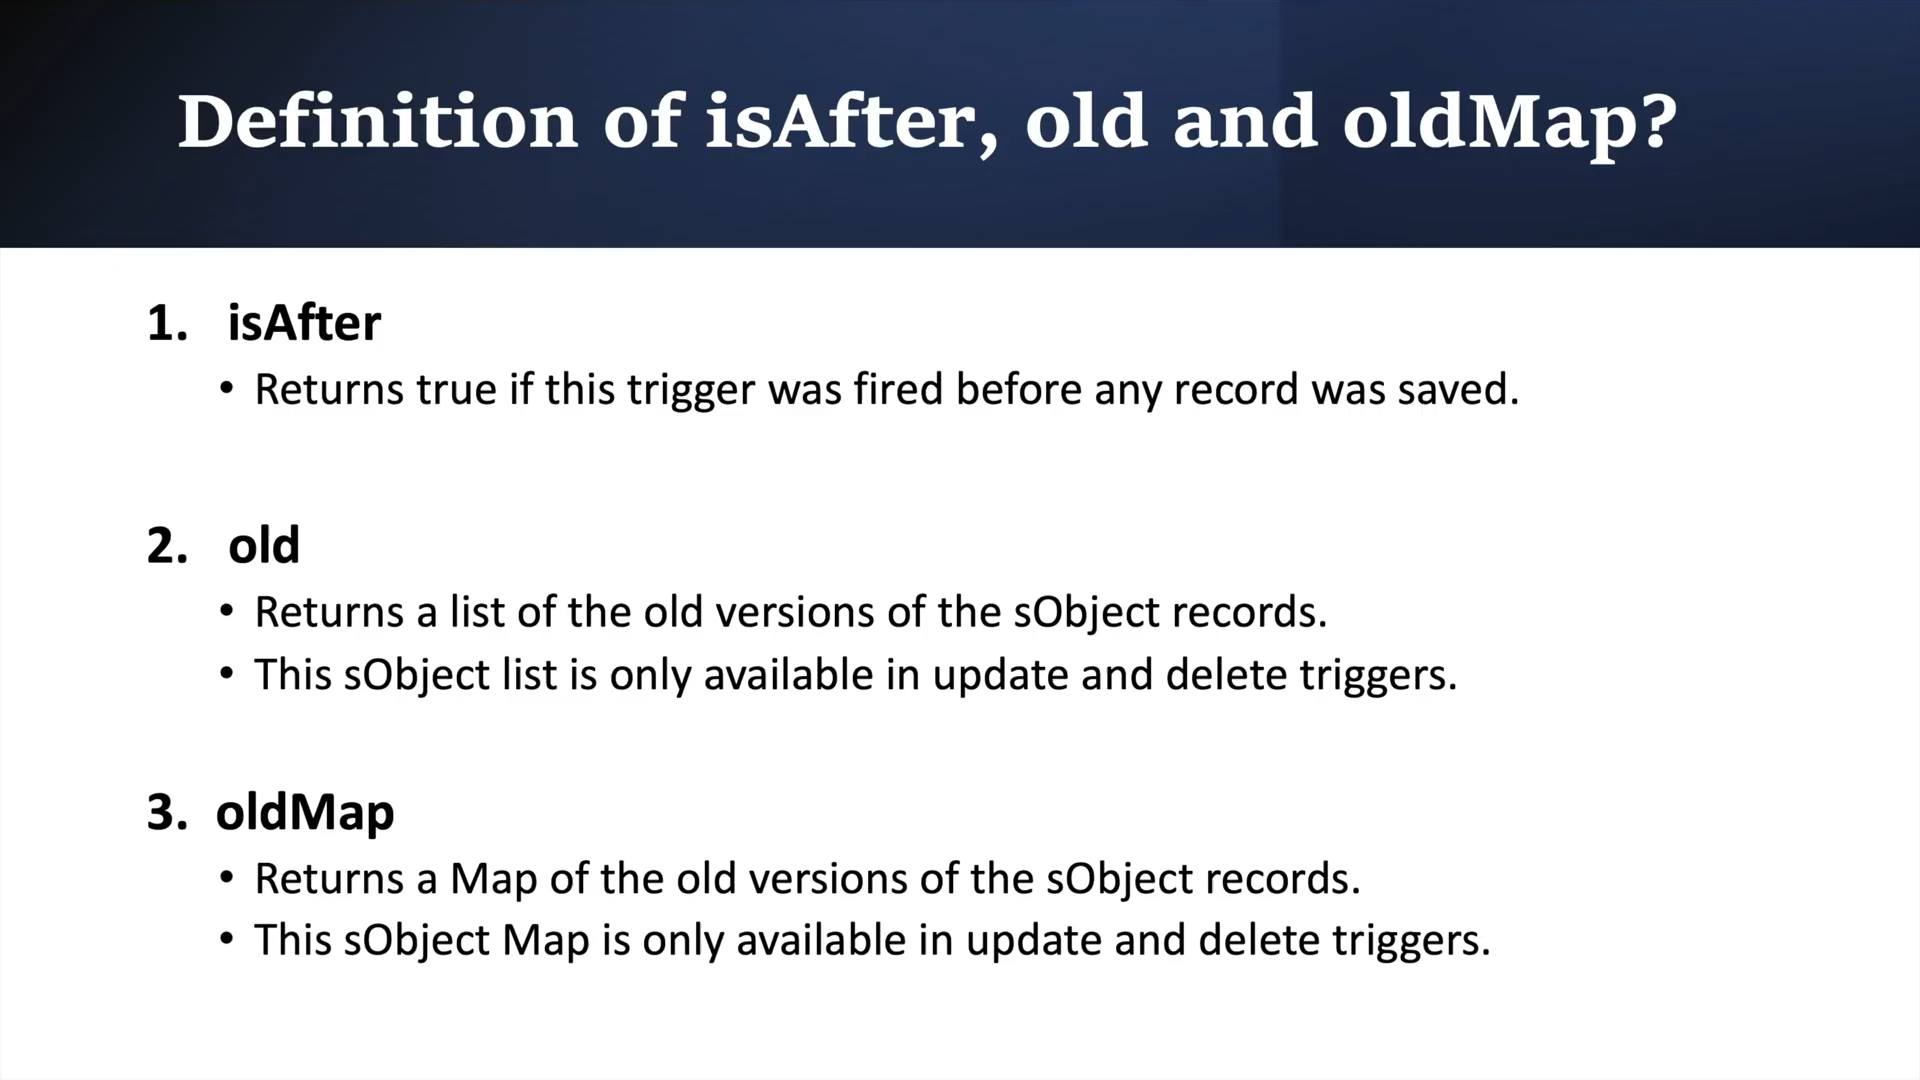 Definition of isAfter, old and oldMap?
1. isAfter
• Returns true if this trigger was fired before any record was saved.
2. old
• Returns a list of the old versions of the sObject records.
• This sObject list is only available in update and delete triggers.
3. oldMap
• Returns a Map of the old versions of the sObject records.
• This sObject Map is only available in update and delete triggers.